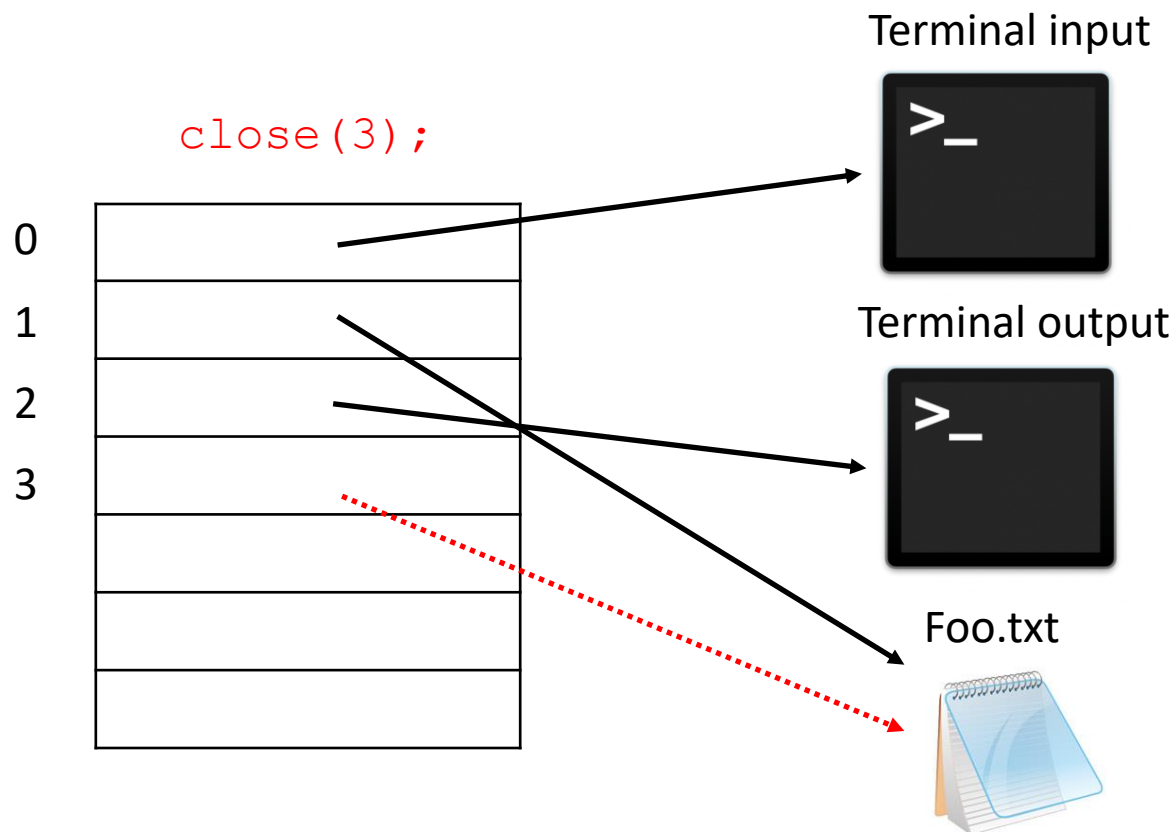 Terminal input
>_
close(3);
0
1
Terminal output
2
>_
3
Foo.txt